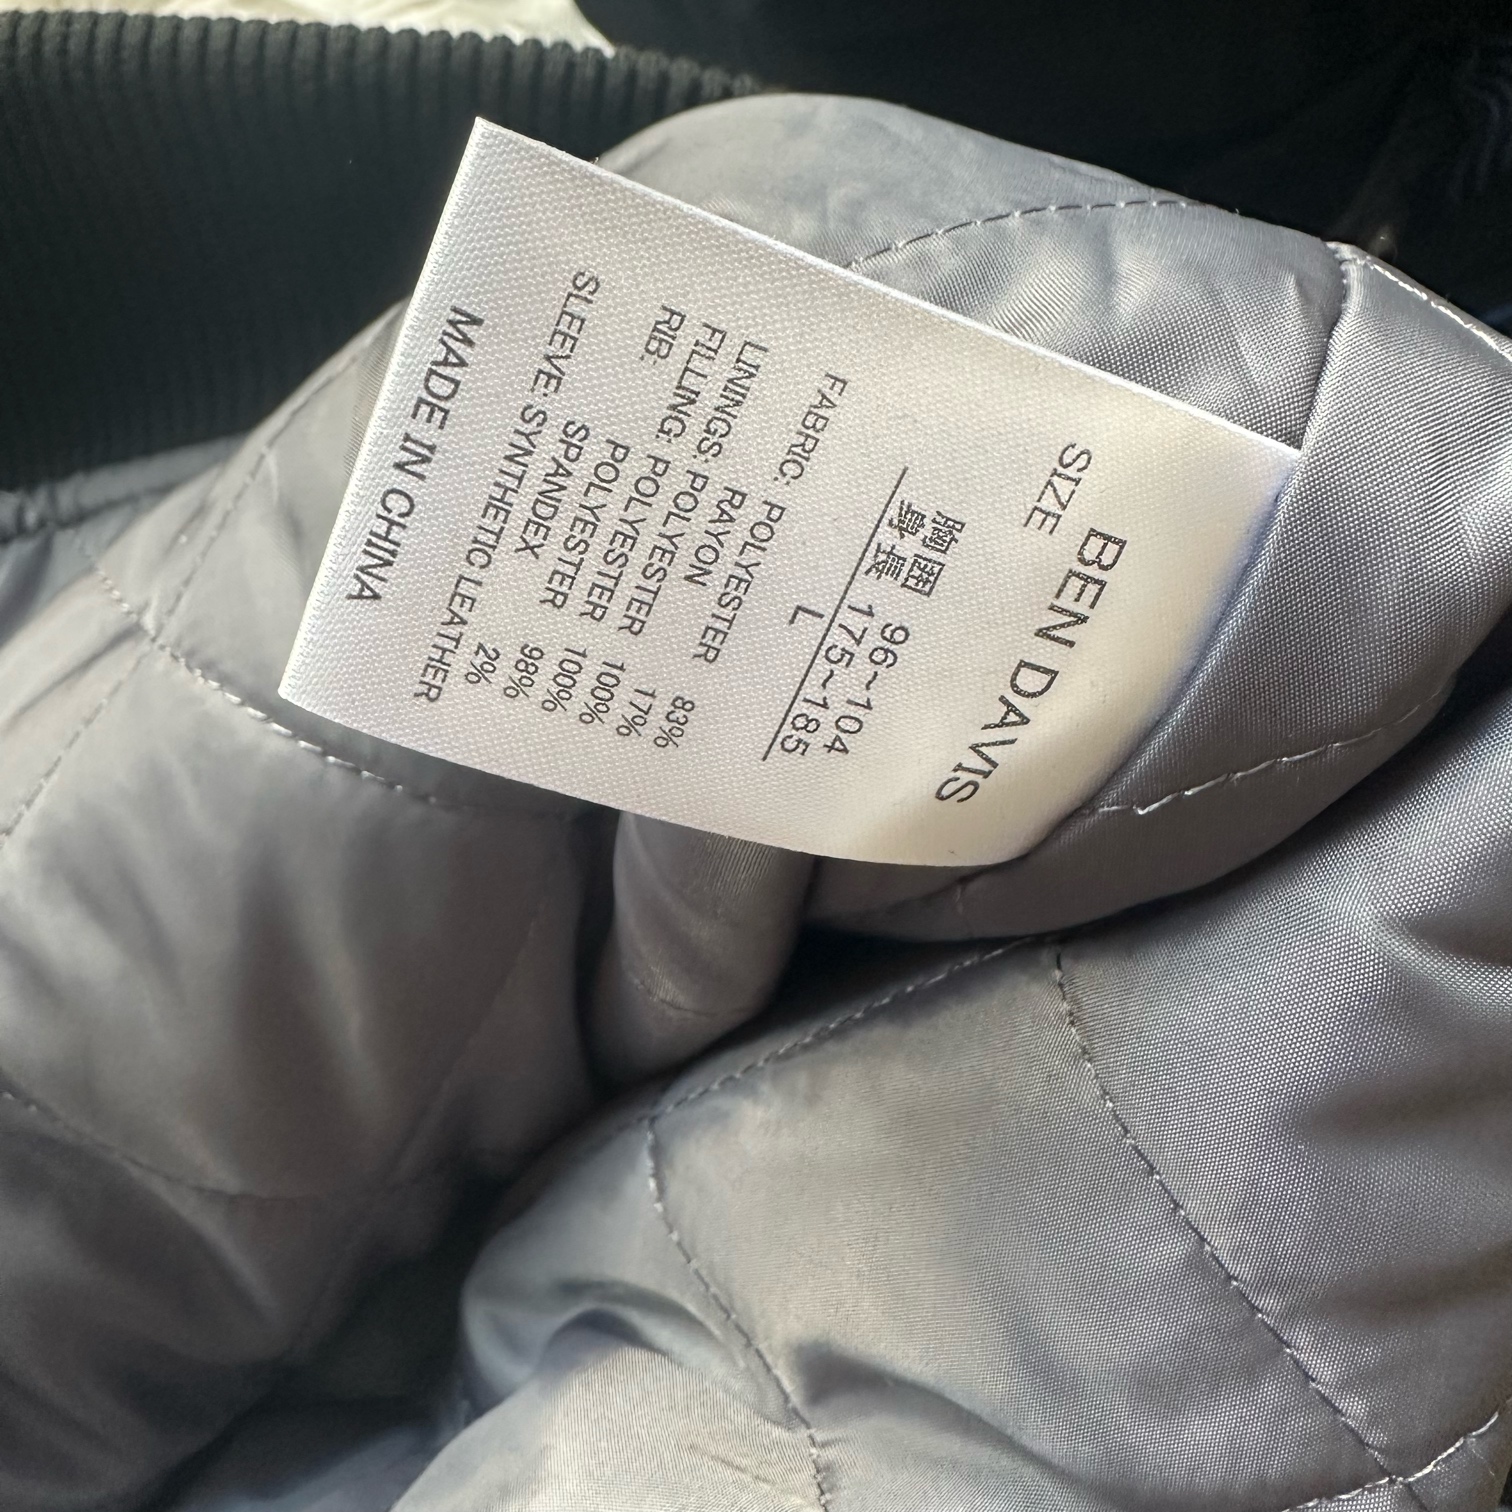 BEN DAVIS
SIZE
胸囲 96~104
身長 175~185
L
FABRIC: POLYESTER 83%
RAYON 17%
LININGS: POLYESTER 100%
FILLING: POLYESTER 100%
RIB: POLYESTER 98%
SPANDEX 2%
SLEEVE: SYNTHETIC LEATHER
MADE IN CHINA